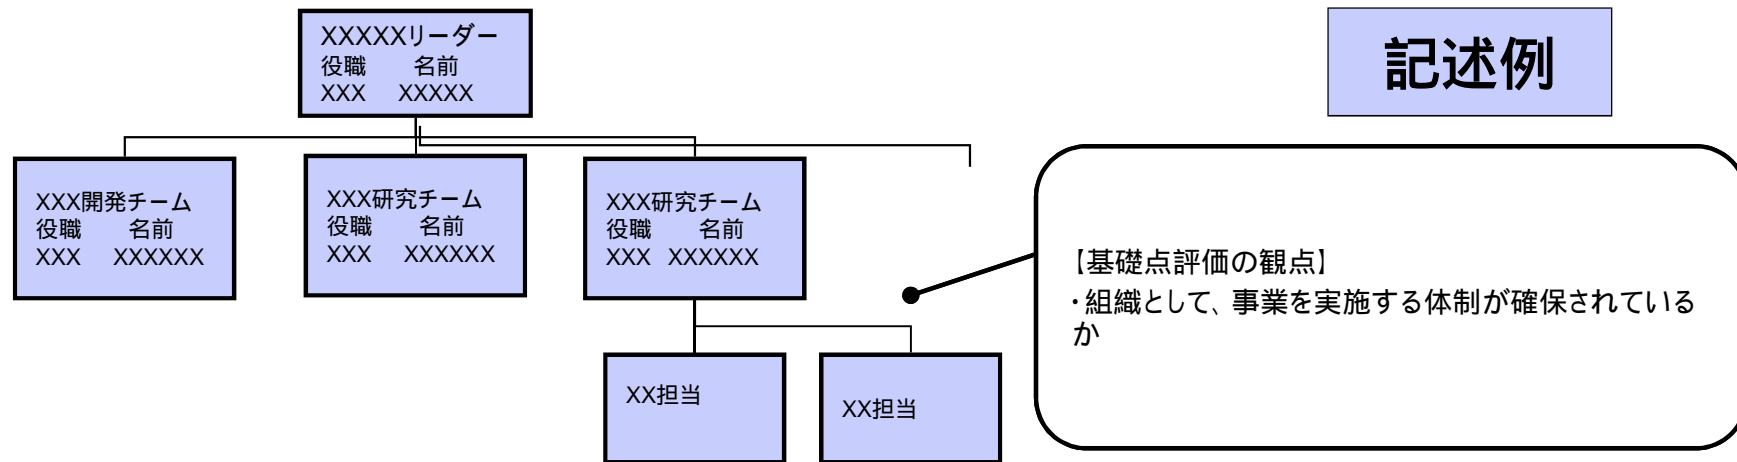 XXXXXリーダー
役職 名前
XXX XXXXX
記述例
XXX開発チーム
役職 名前
XXX XXXXXX
XXX研究チーム
役職 名前
XXX XXXXXX
XXX研究チーム
役職 名前
XXX XXXXXX
【基礎点評価の観点】
・組織として、事業を実施する体制が確保されている
か
XX担当
XX担当